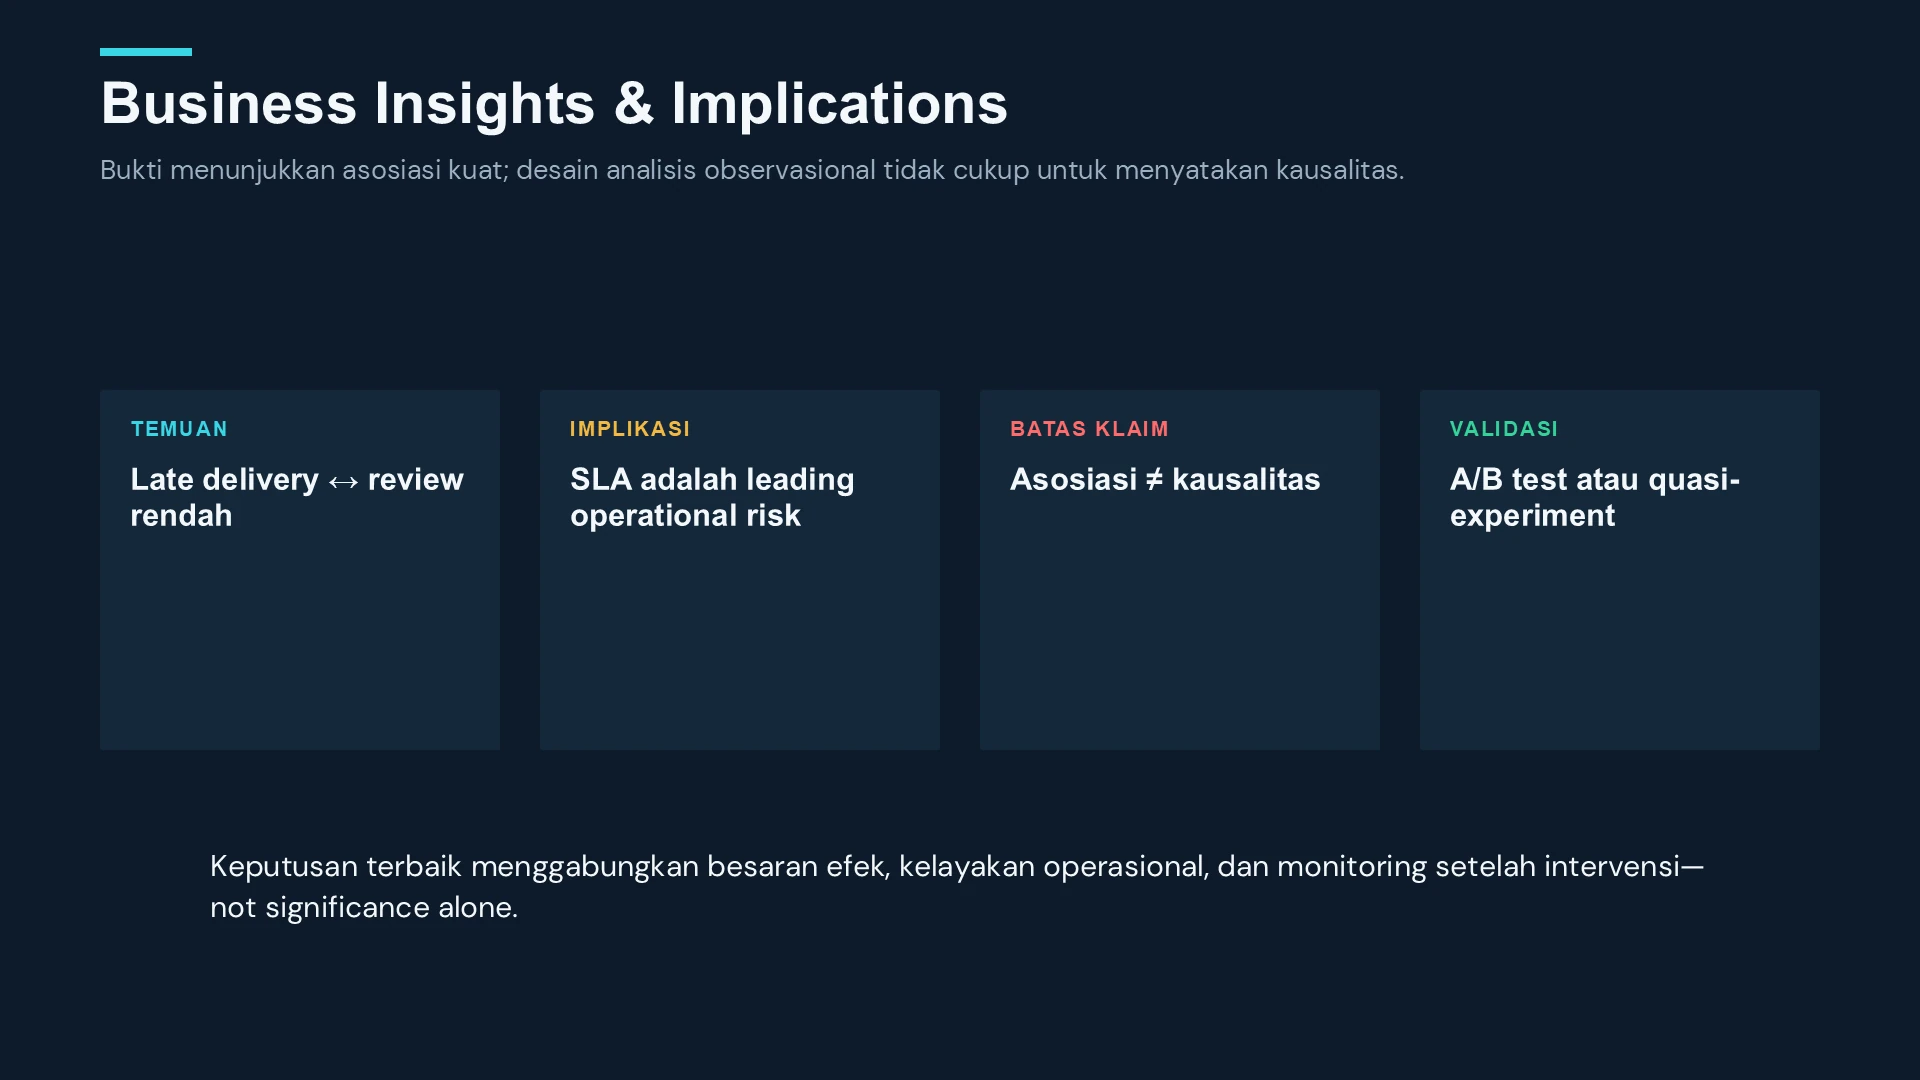 Business Insights & Implications
Bukti menunjukkan asosiasi kuat; desain analisis observasional tidak cukup untuk menyatakan kausalitas.
TEMUAN
Late delivery ↔ review
rendah
IMPLIKASI
SLA adalah leading
operational risk
BATAS KLAIM
Asosiasi ≠ kausalitas
VALIDASI
A/B test atau quasi-
experiment
Keputusan terbaik menggabungkan besaran efek, kelayakan operasional, dan monitoring setelah intervensi—
not significance alone.